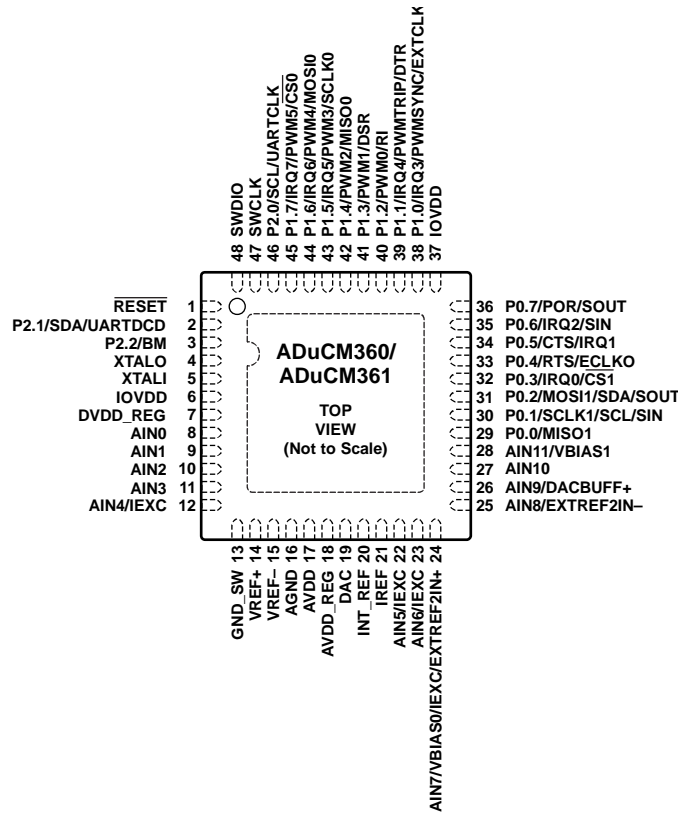 48 SWDIO
47 SWCLK
46 P2.0/SCL/UARTCLK
45 P1.7/IRQ7/PWM5/CS0
44 P1.6/IRQ6/PWM4/MOSI0
43 P1.5/IRQ5/PWM3/SCLK0
42 P1.4/PWM2/MISO0
41 P1.3/PWM1/DSR
40 P1.2/PWM0/RI
39 P1.1/IRQ4/PWMTRIP/DTR
38 P1.0/IRQ3/PWMSYNC/EXTCLK
37 IOVDD
RESET 1
P2.1/SDA/UARTDCD 2
P2.2/BM 3
XTALO 4
XTALI 5
IOVDD 6
DVDD_REG 7
AIN0 8
AIN1 9
AIN2 10
AIN3 11
AIN4/IEXC 12
ADuCM360/
ADuCM361
TOP
VIEW
(Not to Scale)
36 P0.7/POR/SOUT
35 P0.6/IRQ2/SIN
34 P0.5/CTS/IRQ1
33 P0.4/RTS/ECLKO
32 P0.3/IRQ0/CS1
31 P0.2/MOSI1/SDA/SOUT
30 P0.1/SCLK1/SCL/SIN
29 P0.0/MISO1
28 AIN11/VBIAS1
27 AIN10
26 AIN9/DACBUFF+
25 AIN8/EXTREF2IN–
GND_SW 13
VREF+ 14
VREF– 15
AGND 16
AVDD 17
AVDD_REG 18
DAC 19
INT_REF 20
IREF 21
AIN5/IEXC 22
AIN6/IEXC 23
AIN7/VBIAS0/IEXC/EXTREF2IN+ 24